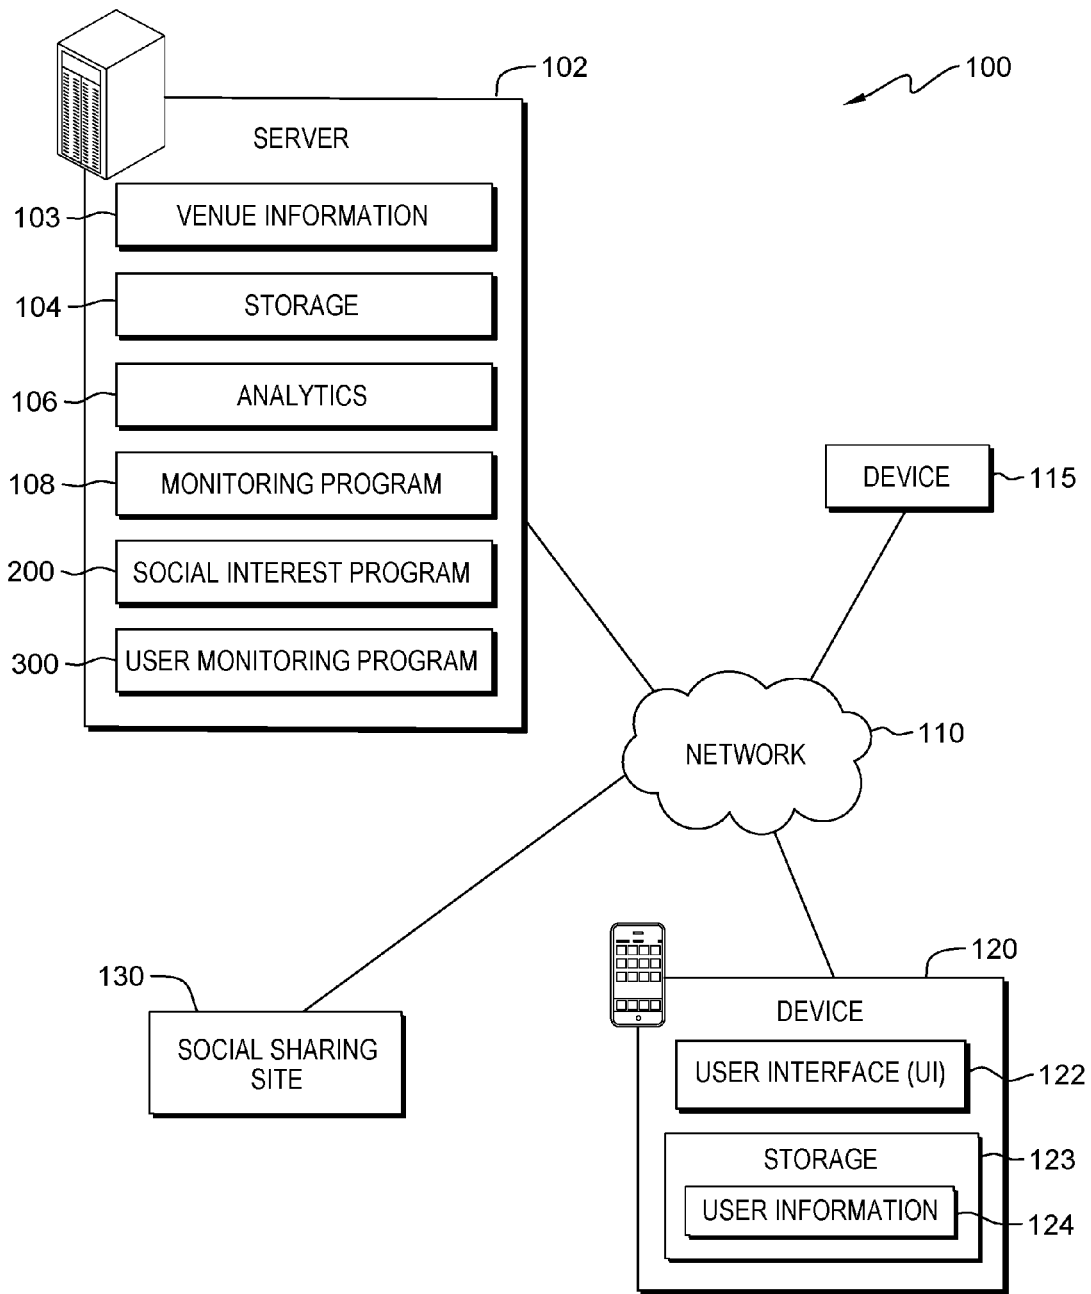 102
100
SERVER
103
VENUE INFORMATION
104
STORAGE
106
ANALYTICS
108
MONITORING PROGRAM
DEVICE
115
200
SOCIAL INTEREST PROGRAM
300
USER MONITORING PROGRAM
110
NETWORK
130
SOCIAL SHARING
SITE
120
DEVICE
USER INTERFACE (UI)
122
STORAGE
123
USER INFORMATION
124